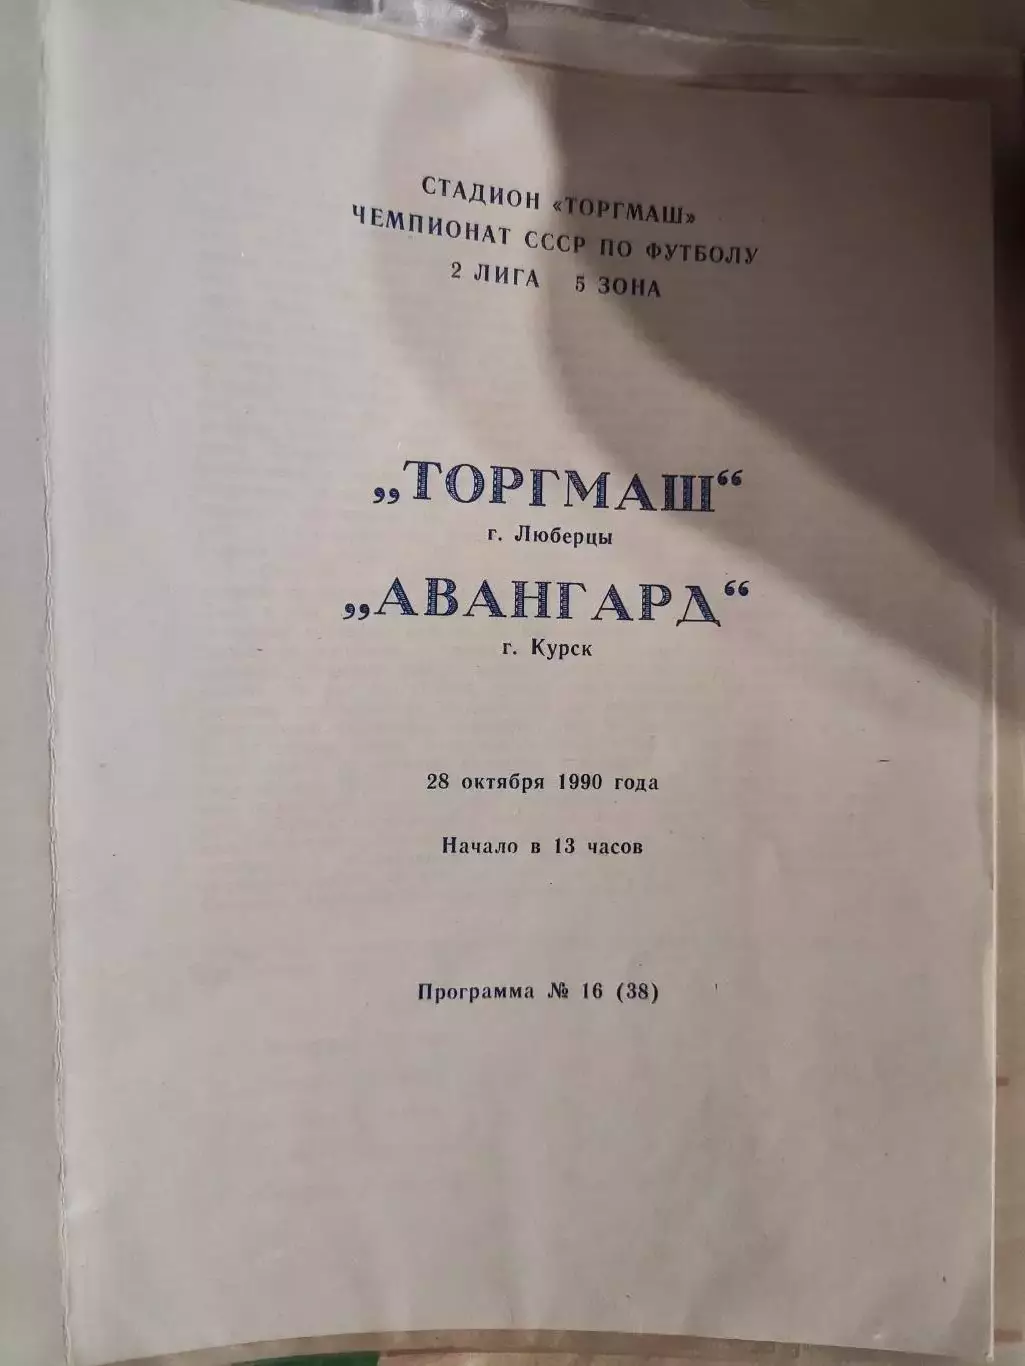 СТАДИОН «ТОРГМАШ»
ЧЕМПИОНАТ СССР ПО ФУТБОЛУ
2 ЛИГА 5 ЗОНА
„ТОРГМАШ“
г. Люберцы
„АВАНГАРД“
г. Курск
28 октября 1990 года
Начало в 13 часов
Программа № 16 (38)